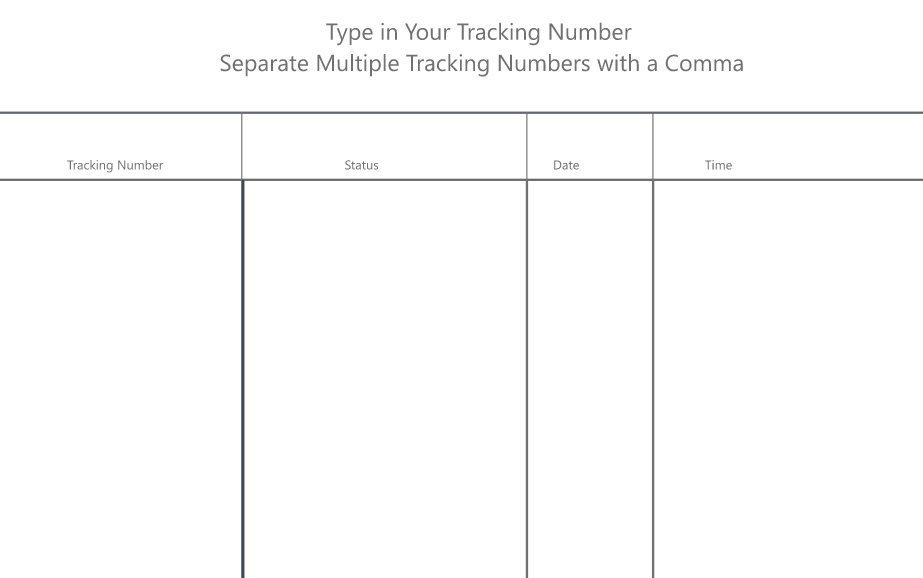 Type in Your Tracking Number
Separate Multiple Tracking Numbers with a Comma
Tracking Number Status Date Time